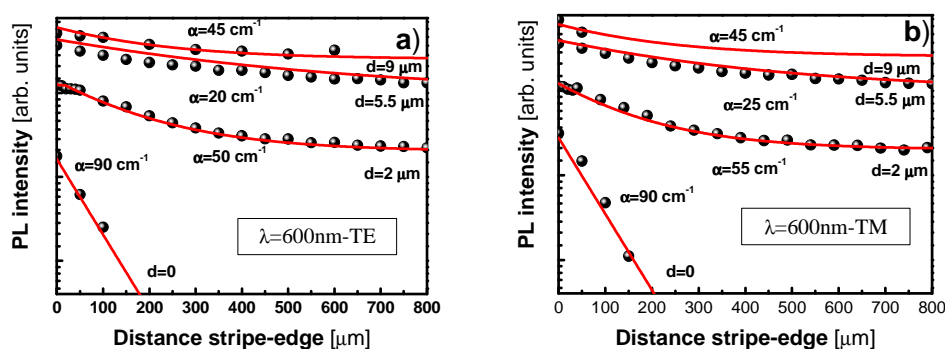 a)
α=45 cm⁻¹
d=9 μm
d=5.5 μm
α=20 cm⁻¹
α=50 cm⁻¹
d=2 μm
α=90 cm⁻¹
λ=600nm-TE
d=0
PL intensity [arb. units]
0 100 200 300 400 500 600 700 800
Distance stripe-edge [μm]
b)
α=45 cm⁻¹
d=9 μm
d=5.5 μm
α=25 cm⁻¹
α=55 cm⁻¹
d=2 μm
α=90 cm⁻¹
λ=600nm-TM
d=0
PL intensity [arb. units]
0 100 200 300 400 500 600 700 800
Distance stripe-edge [μm]